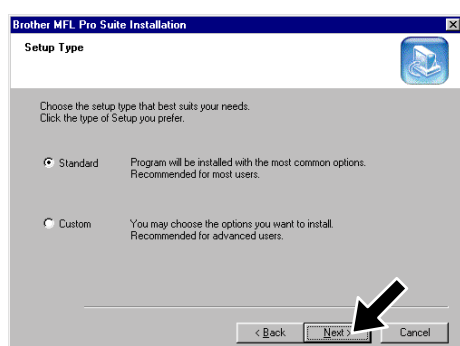 Brother MFL Pro Suite Installation
Setup Type
Choose the setup type that best suits your needs.
Click the type of Setup you prefer.
Standard
Program will be installed with the most common options.
Recommended for most users.
Custom
You may choose the options you want to install.
Recommended for advanced users.
< Back
Next >
Cancel